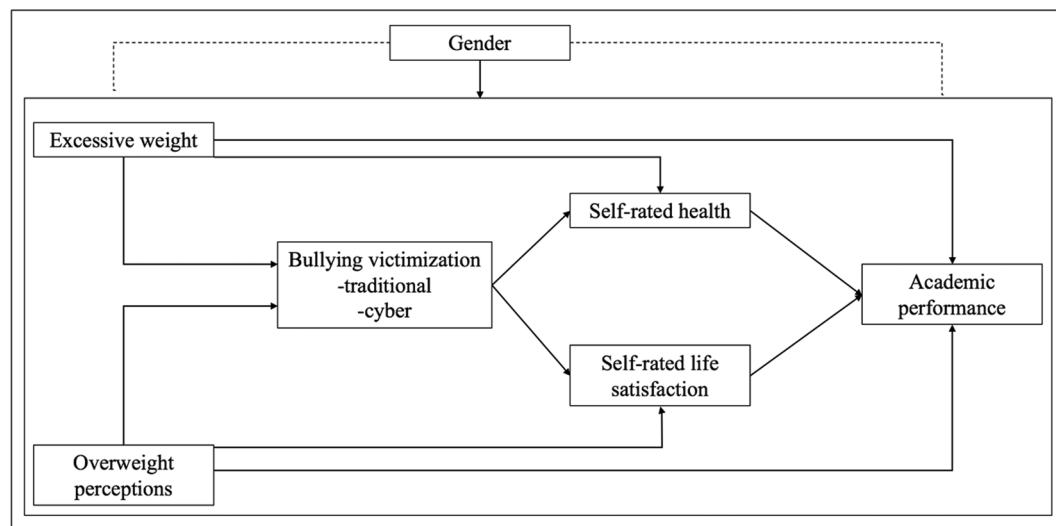 Gender
Excessive weight
Self-rated health
Bullying victimization
-traditional
-cyber
Academic
performance
Self-rated life
satisfaction
Overweight
perceptions